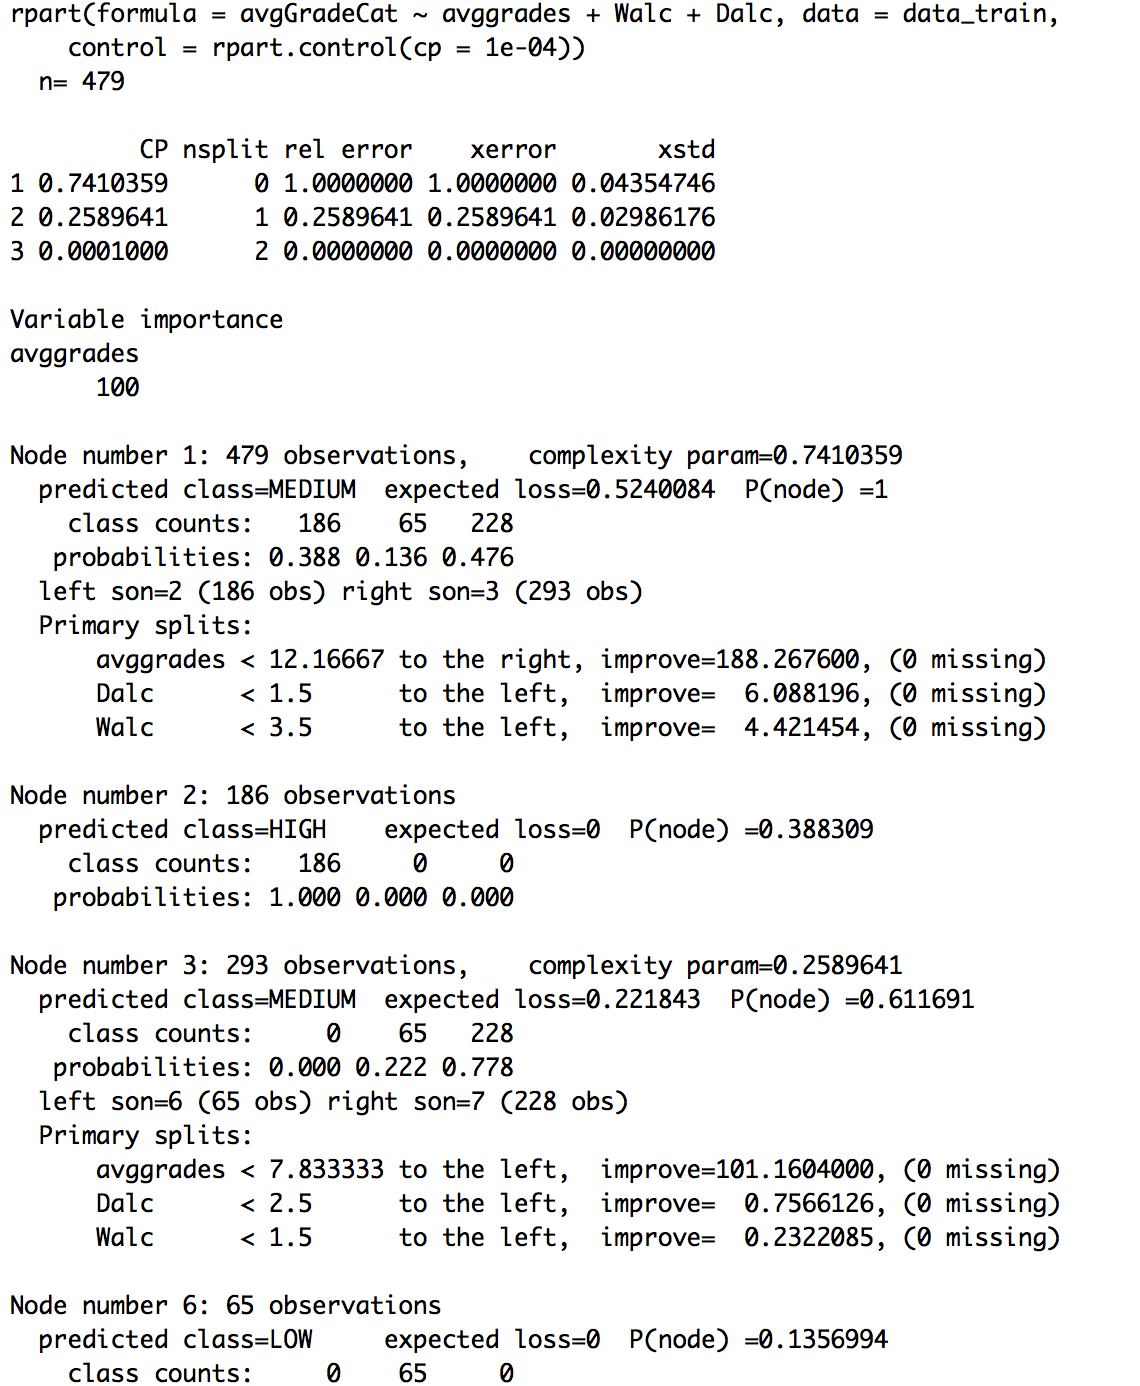 rpart(formula = avgGradeCat ~ avggrades + Walc + Dalc, data = data_train,
    control = rpart.control(cp = 1e-04))
  n= 479

         CP nsplit rel error    xerror       xstd
1 0.7410359      0 1.0000000 1.0000000 0.04354746
2 0.2589641      1 0.2589641 0.2589641 0.02986176
3 0.0001000      2 0.0000000 0.0000000 0.00000000

Variable importance
avggrades
      100

Node number 1: 479 observations,    complexity param=0.7410359
  predicted class=MEDIUM  expected loss=0.5240084  P(node) =1
    class counts:   186    65   228
   probabilities: 0.388 0.136 0.476
  left son=2 (186 obs) right son=3 (293 obs)
  Primary splits:
      avggrades < 12.16667 to the right, improve=188.267600, (0 missing)
      Dalc      < 1.5      to the left,  improve=  6.088196, (0 missing)
      Walc      < 3.5      to the left,  improve=  4.421454, (0 missing)

Node number 2: 186 observations
  predicted class=HIGH    expected loss=0  P(node) =0.388309
    class counts:   186     0     0
   probabilities: 1.000 0.000 0.000

Node number 3: 293 observations,    complexity param=0.2589641
  predicted class=MEDIUM  expected loss=0.221843  P(node) =0.611691
    class counts:     0    65   228
   probabilities: 0.000 0.222 0.778
  left son=6 (65 obs) right son=7 (228 obs)
  Primary splits:
      avggrades < 7.833333 to the left,  improve=101.1604000, (0 missing)
      Dalc      < 2.5      to the left,  improve=  0.7566126, (0 missing)
      Walc      < 1.5      to the left,  improve=  0.2322085, (0 missing)

Node number 6: 65 observations
  predicted class=LOW     expected loss=0  P(node) =0.1356994
    class counts:     0    65     0